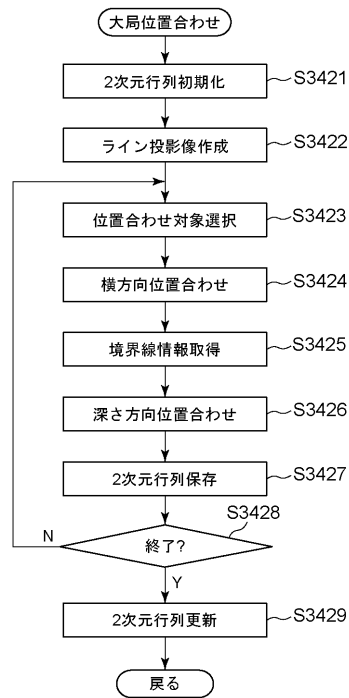 大局位置合わせ
2次元行列初期化
S3421
ライン投影像作成
S3422
位置合わせ対象選択
S3423
横方向位置合わせ
S3424
境界線情報取得
S3425
深さ方向位置合わせ
S3426
2次元行列保存
S3427
S3428
終了?
N
Y
2次元行列更新
S3429
戻る